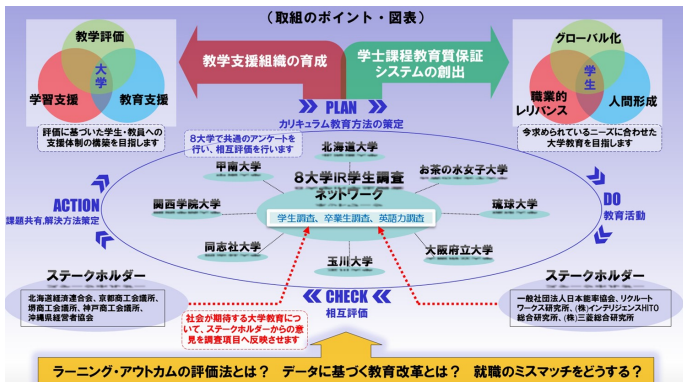 (取組のポイント・図表)
教学評価
大学
学習支援
教育支援
評価に基づいた学生・教員への
支援体制の構築を目指します
教学支援組織の育成
学士課程教育質保証
システムの創出
グローバル化
学生
職業的
レリバンス
人間形成
今求められているニーズに合わせた
大学教育を目指します
PLAN
カリキュラム教育方法の策定
8大学で共通のアンケートを
行い、相互評価を行います
北海道大学
甲南大学
お茶の水女子大学
8大学IR学生調査
ネットワーク
学生調査、卒業生調査、英語力調査
関西学院大学
琉球大学
同志社大学
大阪府立大学
玉川大学
ACTION
課題共有,解決方法策定
DO
教育活動
CHECK
相互評価
ステークホルダー
北海道経済連合会、京都商工会議所、
堺商工会議所、神戸商工会議所、
沖縄県経営者協会
社会が期待する大学教育につ
いて、ステークホルダーからの意
見を調査項目へ反映させます
ステークホルダー
一般社団法人日本能率協会、リクルート
ワークス研究所、(株)インテリジェンスHITO
総合研究所、(株)三菱総合研究所
ラーニング・アウトカムの評価法とは? データに基づく教育改革とは? 就職のミスマッチをどうする?